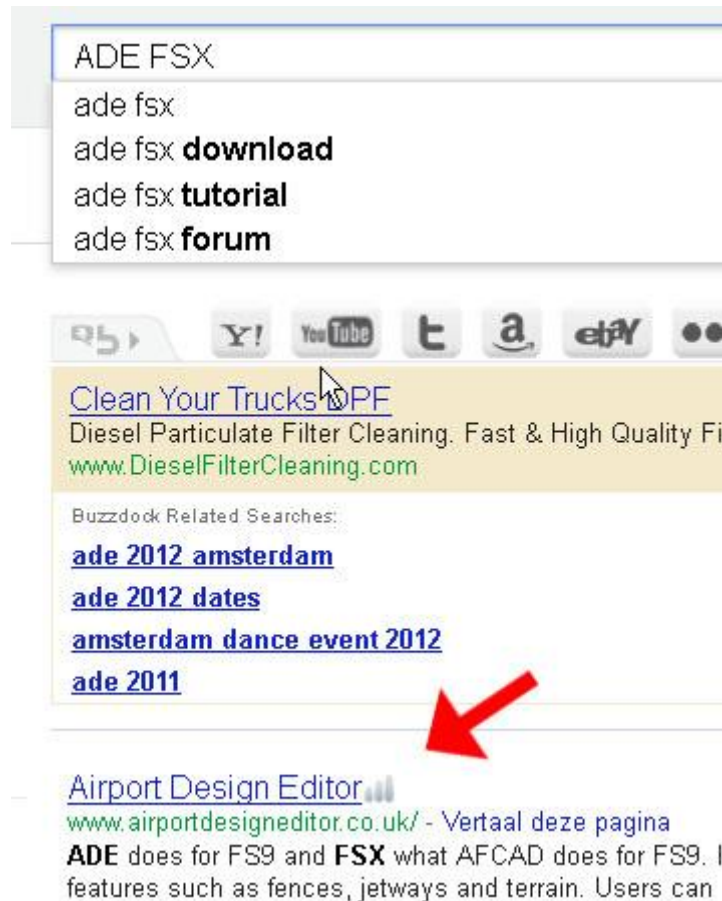 ADE FSX
ade fsx
ade fsx download
ade fsx tutorial
ade fsx forum
Y! YouTube t a ebay
Clean Your Trucks DPF
Diesel Particulate Filter Cleaning. Fast & High Quality Fi
www.DieselFilterCleaning.com
Buzzdock Related Searches:
ade 2012 amsterdam
ade 2012 dates
amsterdam dance event 2012
ade 2011
Airport Design Editor
www.airportdesigneditor.co.uk/ - Vertaal deze pagina
ADE does for FS9 and FSX what AFCAD does for FS9.
features such as fences, jetways and terrain. Users can